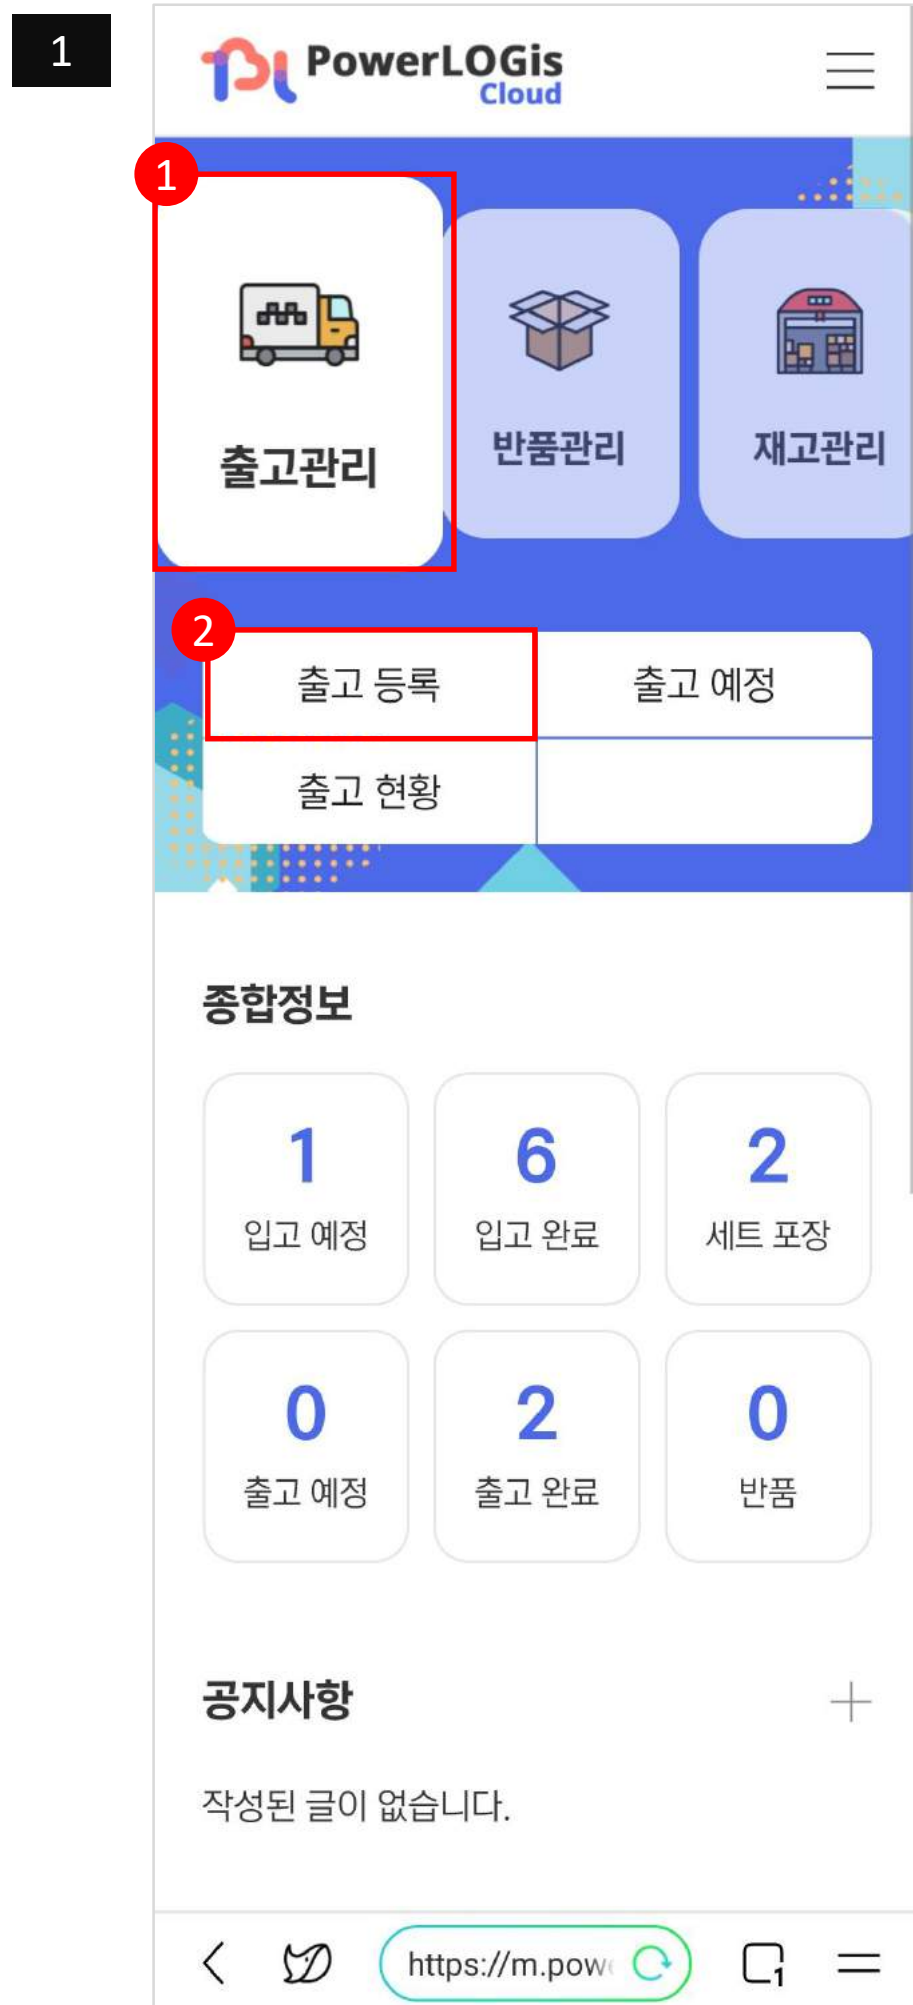 1
PowerLOGis
Cloud
1
출고관리
반품관리
재고관리
2
출고 등록
출고 예정
출고 현황
종합정보
1
6
2
입고 예정
입고 완료
세트 포장
0
2
0
출고 예정
출고 완료
반품
공지사항
작성된 글이 없습니다.
https://m.pow
1